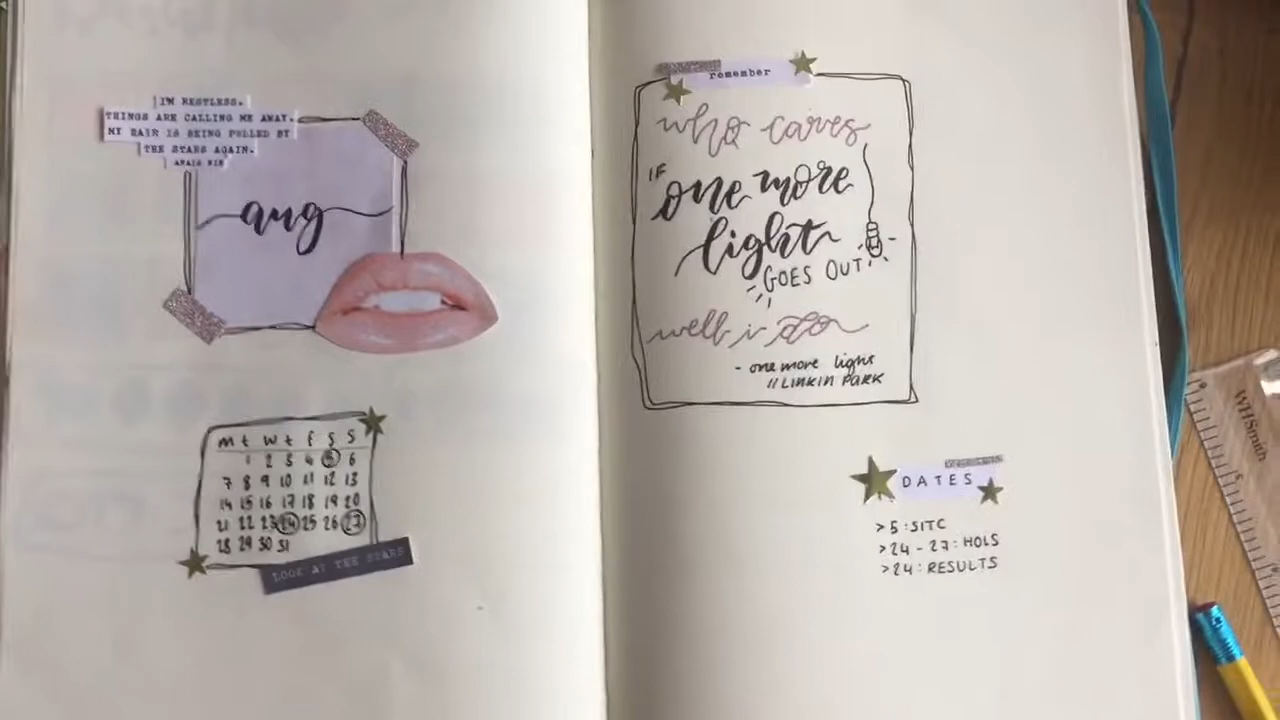 I'M RESTLESS.
THINGS ARE CALLING ME AWAY.
MY HAIR IS BEING PULLED BY
THE STARS AGAIN.
ANAIS NIN
aug
m t w t f s s
1 2 3 4 5 6
7 8 9 10 11 12 13
14 15 16 17 18 19 20
21 22 23 24 25 26 27
28 29 30 31
LOOK AT THE STARS
remember
who cares
IF
one more
light
GOES OUT
well i do
- one more light
// LINKIN PARK
DATES
> 5 : SITC
> 24 - 27 : HOLS
> 24 : RESULTS
WHSmith